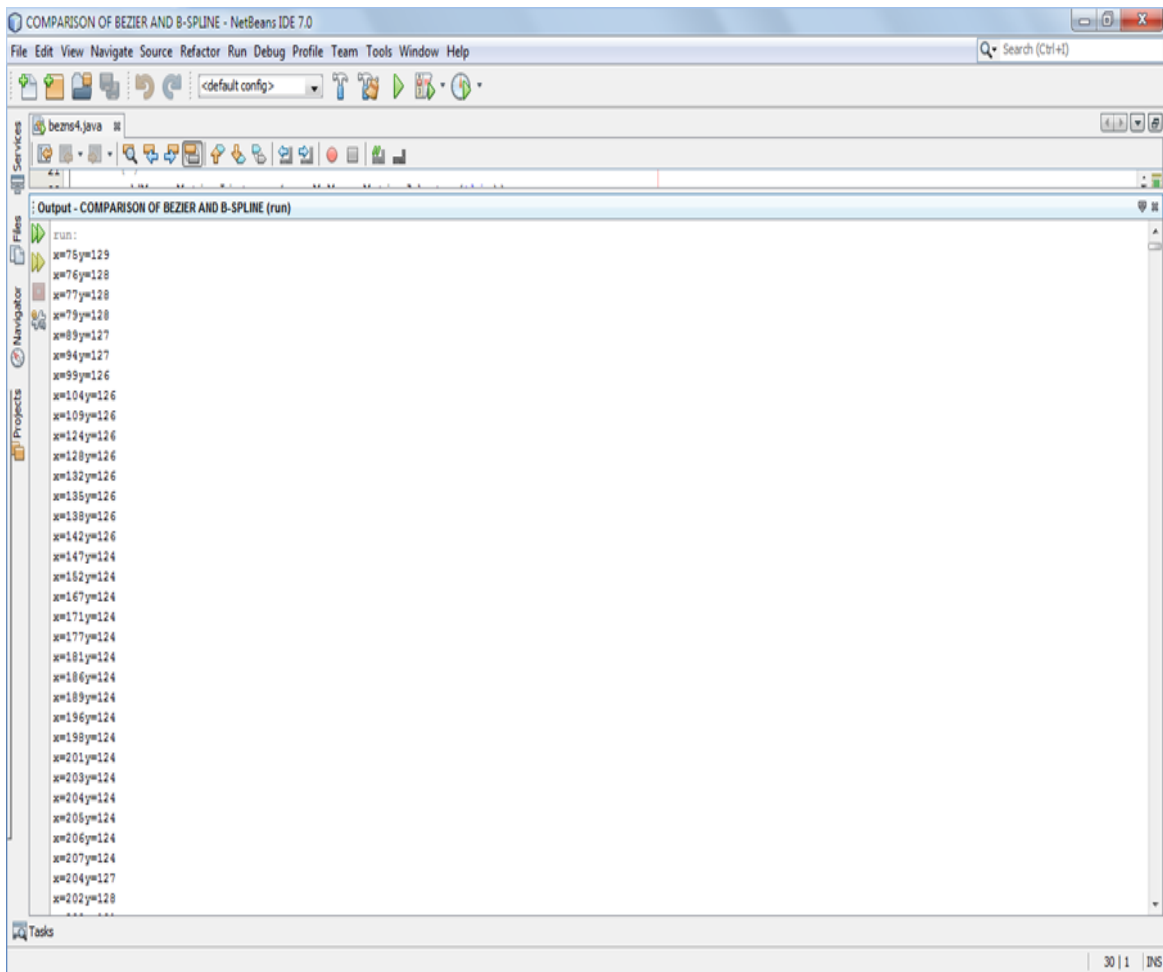 COMPARISON OF BEZIER AND B-SPLINE - NetBeans IDE 7.0
File Edit View Navigate Source Refactor Run Debug Profile Team Tools Window Help
Search (Ctrl+I)
<default config>
bezns4.java
Services
Files
Navigator
Projects
21
Output - COMPARISON OF BEZIER AND B-SPLINE (run)
run:
x=75y=129
x=76y=128
x=77y=128
x=79y=128
x=89y=127
x=94y=127
x=99y=126
x=104y=126
x=109y=126
x=124y=126
x=128y=126
x=132y=126
x=135y=126
x=138y=126
x=142y=126
x=147y=124
x=152y=124
x=167y=124
x=171y=124
x=177y=124
x=181y=124
x=186y=124
x=189y=124
x=196y=124
x=198y=124
x=201y=124
x=203y=124
x=204y=124
x=205y=124
x=206y=124
x=207y=124
x=204y=127
x=202y=128
Tasks
30 | 1 INS